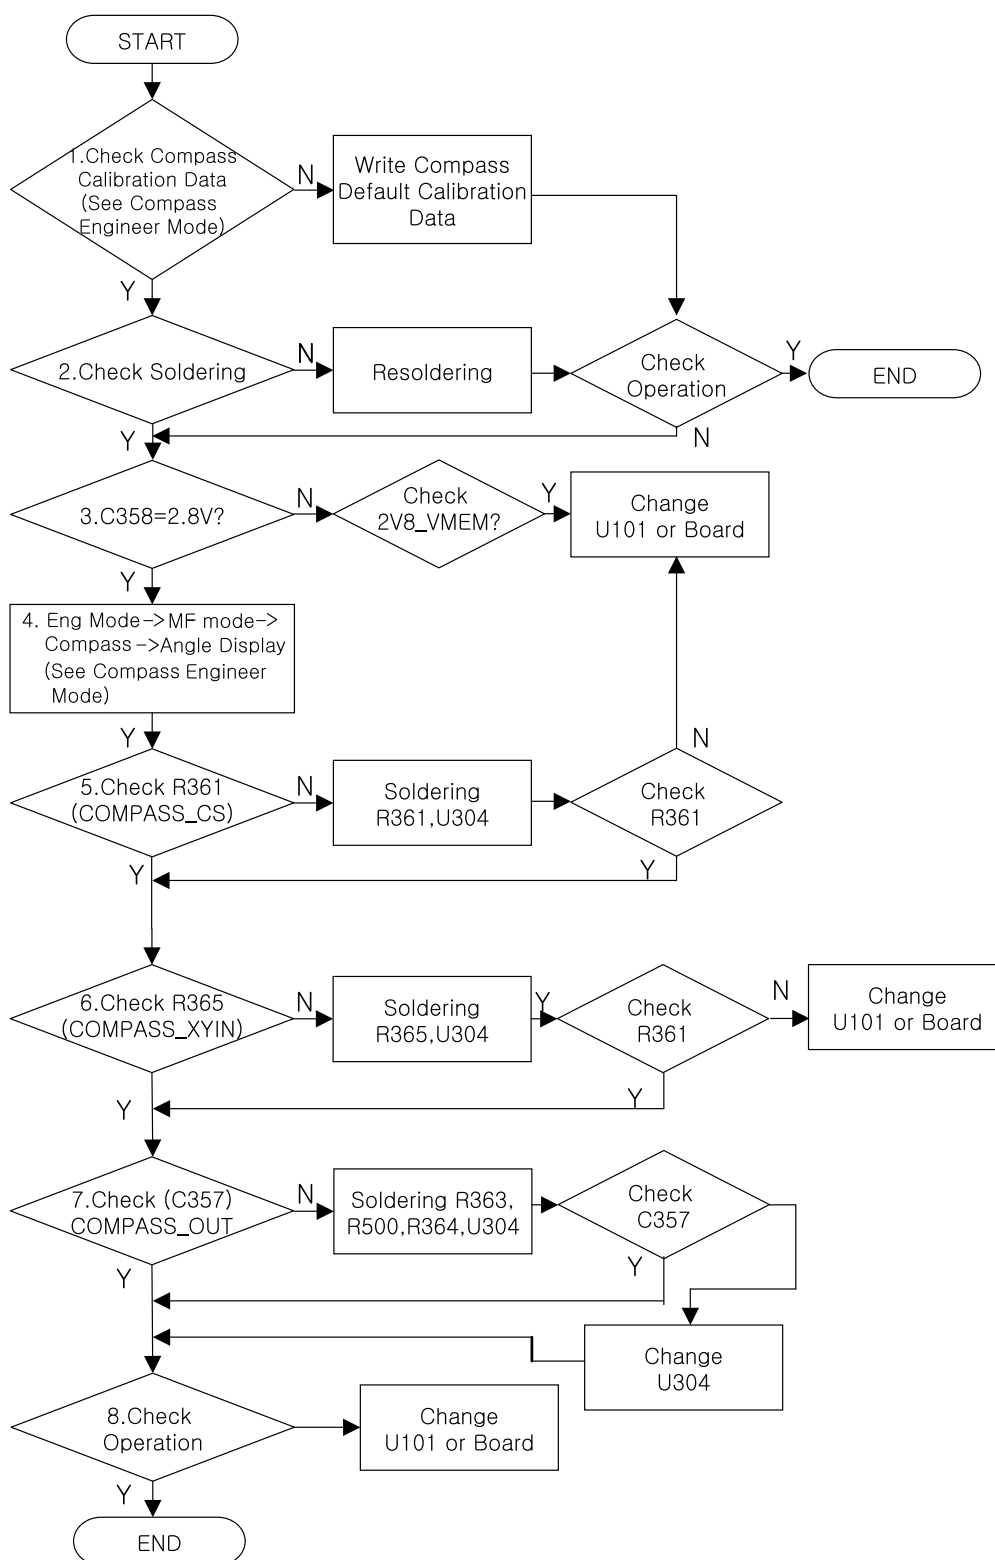 START
1.Check Compass
Calibration Data
(See Compass
Engineer Mode)
N
Write Compass
Default Calibration
Data
Y
2.Check Soldering
N
Resoldering
Check
Operation
Y
END
Y
N
3.C358=2.8V?
N
Check
2V8_VMEM?
Y
Change
U101 or Board
Y
4. Eng Mode->MF mode->
Compass->Angle Display
(See Compass Engineer
Mode)
Y
N
5.Check R361
(COMPASS_CS)
N
Soldering
R361,U304
Check
R361
Y
Y
6.Check R365
(COMPASS_XYIN)
N
Soldering
R365,U304
Y
Check
R361
N
Change
U101 or Board
Y
Y
7.Check (C357)
COMPASS_OUT
N
Soldering R363,
R500,R364,U304
Check
C357
Y
Y
Change
U304
8.Check
Operation
Change
U101 or Board
Y
END